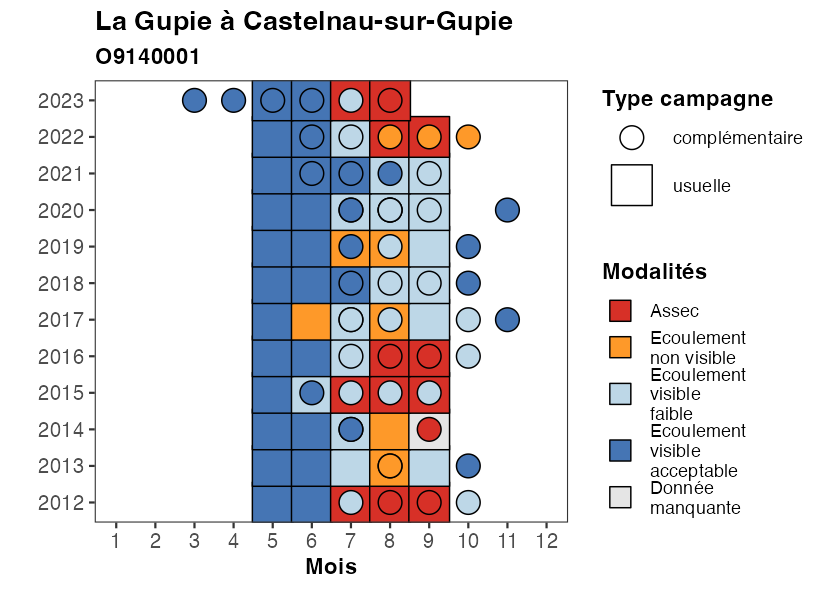 La Gupie à Castelnau-sur-Gupie
O9140001
2023
2022
2021
2020
2019
2018
2017
2016
2015
2014
2013
2012
1 2 3 4 5 6 7 8 9 10 11 12
Mois
Type campagne
complémentaire
usuelle
Modalités
Assec
Ecoulement
non visible
Ecoulement
visible
faible
Ecoulement
visible
acceptable
Donnée
manquante